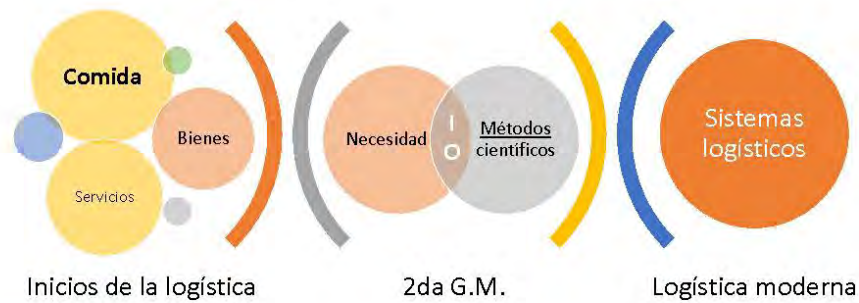 Comida
Bienes
Servicios
Inicios de la logística
Necesidad
I
O
Métodos
científicos
2da G.M.
Sistemas
logísticos
Logística moderna